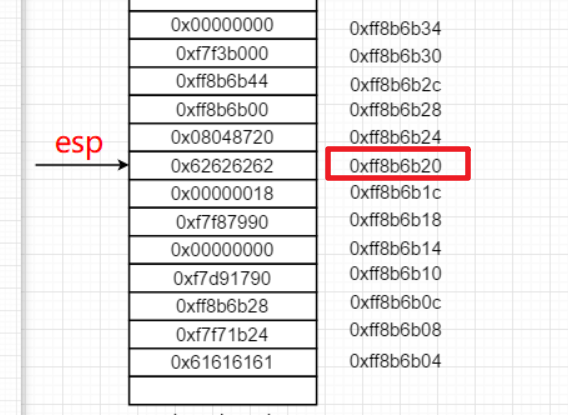 0x00000000 0xff8b6b34
0xf7f3b000 0xff8b6b30
0xff8b6b44 0xff8b6b2c
0xff8b6b00 0xff8b6b28
0x08048720 0xff8b6b24
esp 0x62626262 0xff8b6b20
0x00000018 0xff8b6b1c
0xf7f87990 0xff8b6b18
0x00000000 0xff8b6b14
0xf7d91790 0xff8b6b10
0xff8b6b28 0xff8b6b0c
0xf7f71b24 0xff8b6b08
0x61616161 0xff8b6b04